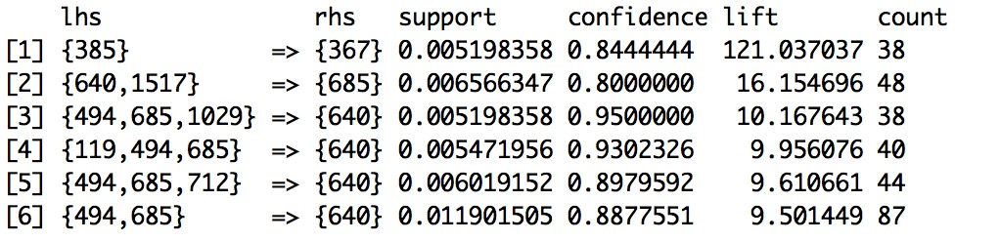 lhs rhs support confidence lift count
[1] {385} => {367} 0.005198358 0.8444444 121.037037 38
[2] {640,1517} => {685} 0.006566347 0.8000000 16.154696 48
[3] {494,685,1029} => {640} 0.005198358 0.9500000 10.167643 38
[4] {119,494,685} => {640} 0.005471956 0.9302326 9.956076 40
[5] {494,685,712} => {640} 0.006019152 0.8979592 9.610661 44
[6] {494,685} => {640} 0.011901505 0.8877551 9.501449 87